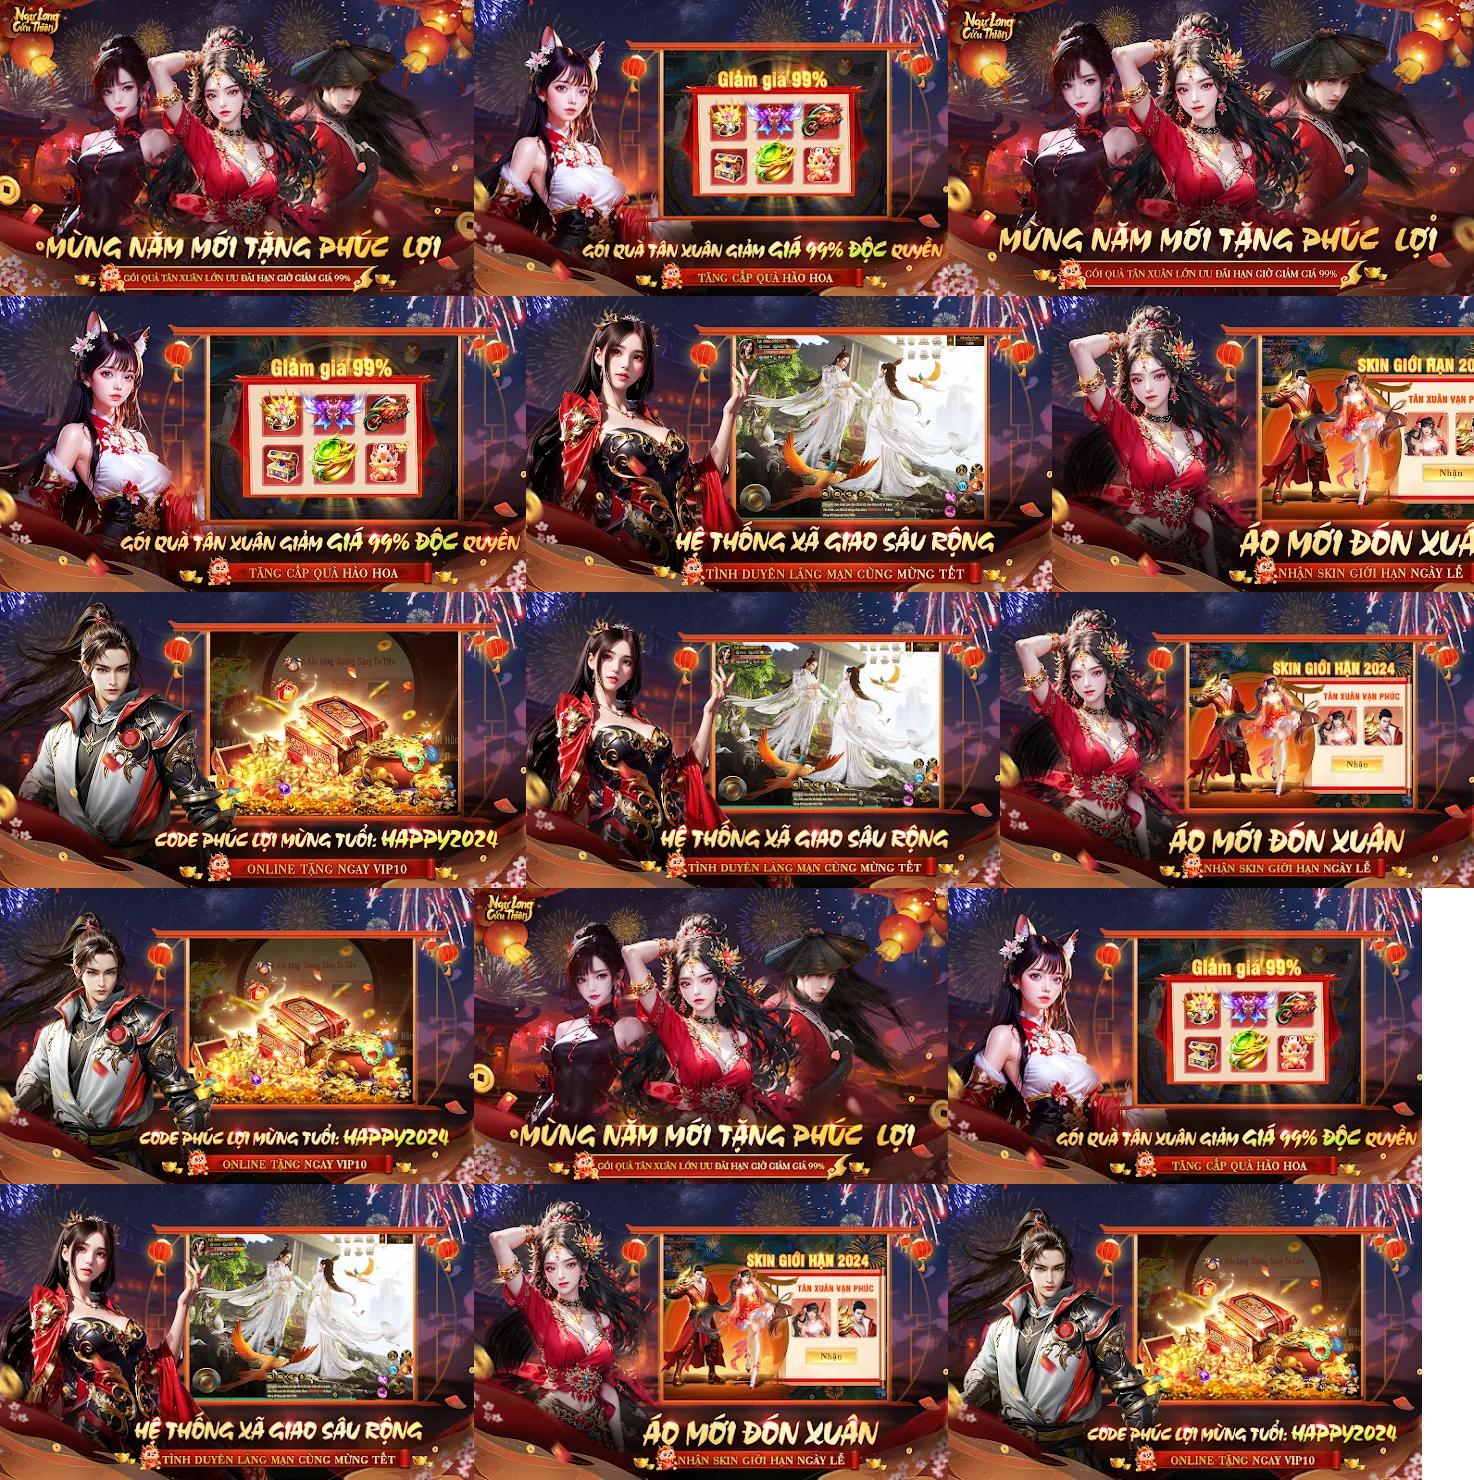 Ngự Long
Cửu Thiên
MỪNG NĂM MỚI TẶNG PHÚC LỢI
GÓI QUÀ TÂN XUÂN LỚN ƯU ĐÃI HẠN GIỜ GIẢM GIÁ 99%
Giảm giá 99%
GÓI QUÀ TÂN XUÂN GIẢM GIÁ 99% ĐỘC QUYỀN
TĂNG CẤP QUÀ HÀO HOA
Ngự Long
Cửu Thiên
MỪNG NĂM MỚI TẶNG PHÚC LỢI
GÓI QUÀ TÂN XUÂN LỚN ƯU ĐÃI HẠN GIỜ GIẢM GIÁ 99%
Giảm giá 99%
GÓI QUÀ TÂN XUÂN GIẢM GIÁ 99% ĐỘC QUYỀN
TĂNG CẤP QUÀ HÀO HOA
HỆ THỐNG XÃ GIAO SÂU RỘNG
TÌNH DUYÊN LÃNG MẠN CÙNG MỪNG TẾT
SKIN GIỚI HẠN 20
TÂN XUÂN VẠN P
Nhận
ÁO MỚI ĐÓN XUÂ
NHẬN SKIN GIỚI HẠN NGÀY LỄ
CODE PHÚC LỢI MỪNG TUỔI: HAPPY2024
ONLINE TẶNG NGAY VIP10
HỆ THỐNG XÃ GIAO SÂU RỘNG
TÌNH DUYÊN LÃNG MẠN CÙNG MỪNG TẾT
SKIN GIỚI HẠN 2024
TÂN XUÂN VẠN PHÚC
Nhận
ÁO MỚI ĐÓN XUÂN
NHẬN SKIN GIỚI HẠN NGÀY LỄ
CODE PHÚC LỢI MỪNG TUỔI: HAPPY2024
ONLINE TẶNG NGAY VIP10
Ngự Long
Cửu Thiên
MỪNG NĂM MỚI TẶNG PHÚC LỢI
GÓI QUÀ TÂN XUÂN LỚN ƯU ĐÃI HẠN GIỜ GIẢM GIÁ 99%
Giảm giá 99%
GÓI QUÀ TÂN XUÂN GIẢM GIÁ 99% ĐỘC QUYỀN
TĂNG CẤP QUÀ HÀO HOA
HỆ THỐNG XÃ GIAO SÂU RỘNG
TÌNH DUYÊN LÃNG MẠN CÙNG MỪNG TẾT
SKIN GIỚI HẠN 2024
TÂN XUÂN VẠN PHÚC
Nhận
ÁO MỚI ĐÓN XUÂN
NHẬN SKIN GIỚI HẠN NGÀY LỄ
CODE PHÚC LỢI MỪNG TUỔI: HAPPY2024
ONLINE TẶNG NGAY VIP10